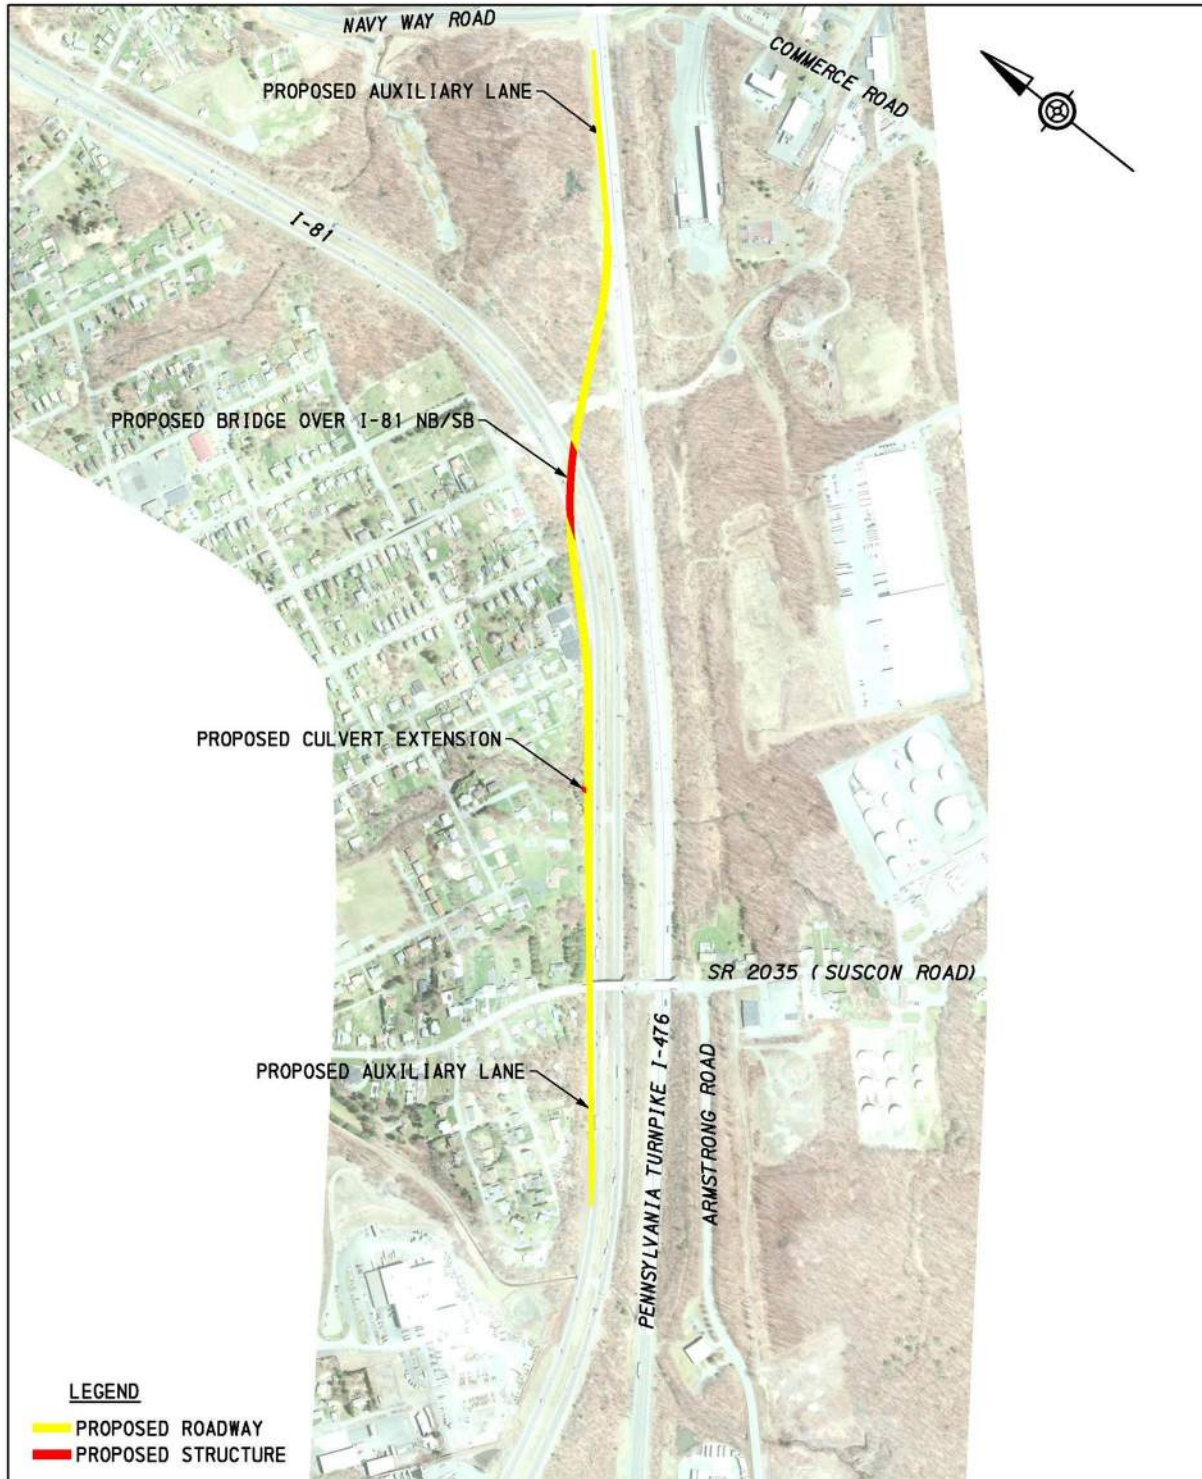 NAVY WAY ROAD
COMMERCE ROAD
PROPOSED AUXILIARY LANE
I-81
PROPOSED BRIDGE OVER I-81 NB/SB
PROPOSED CULVERT EXTENSION
SR 2035 (SUSCON ROAD)
PENNSYLVANIA TURNPIKE I-476
ARMSTRONG ROAD
PROPOSED AUXILIARY LANE
LEGEND
PROPOSED ROADWAY
PROPOSED STRUCTURE